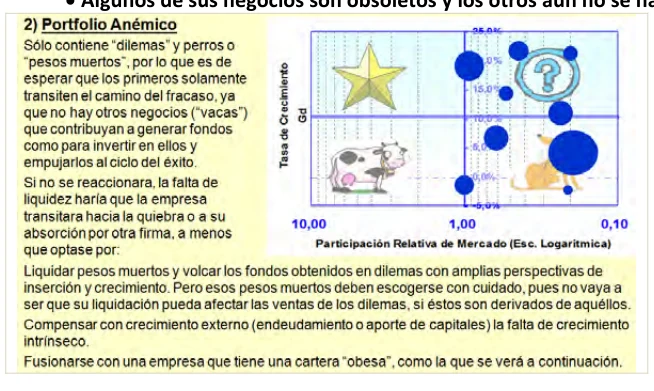 • Algunos de sus negocios son obsoletos y los otros aún no se ha
2) Portfolio Anémico
Sólo contiene "dilemas" y perros o
"pesos muertos", por lo que es de
esperar que los primeros solamente
transiten el camino del fracaso, ya
que no hay otros negocios ("vacas")
que contribuyan a generar fondos
como para invertir en ellos y
empujarlos al ciclo del éxito.
Si no se reaccionara, la falta de
liquidez haría que la empresa
transitara hacia la quiebra o a su
absorción por otra firma, a menos
que optase por:
Tasa de Crecimiento
Gd
25,0%
15,0%
10,0%
5,0%
0,0%
-5,0%
10,00 1,00 0,10
Participación Relativa de Mercado (Esc. Logarítmica)
Liquidar pesos muertos y volcar los fondos obtenidos en dilemas con amplias perspectivas de
inserción y crecimiento. Pero esos pesos muertos deben escogerse con cuidado, pues no vaya a
ser que su liquidación pueda afectar las ventas de los dilemas, si éstos son derivados de aquéllos.
Compensar con crecimiento externo (endeudamiento o aporte de capitales) la falta de crecimiento
intrínseco.
Fusionarse con una empresa que tiene una cartera "obesa", como la que se verá a continuación.